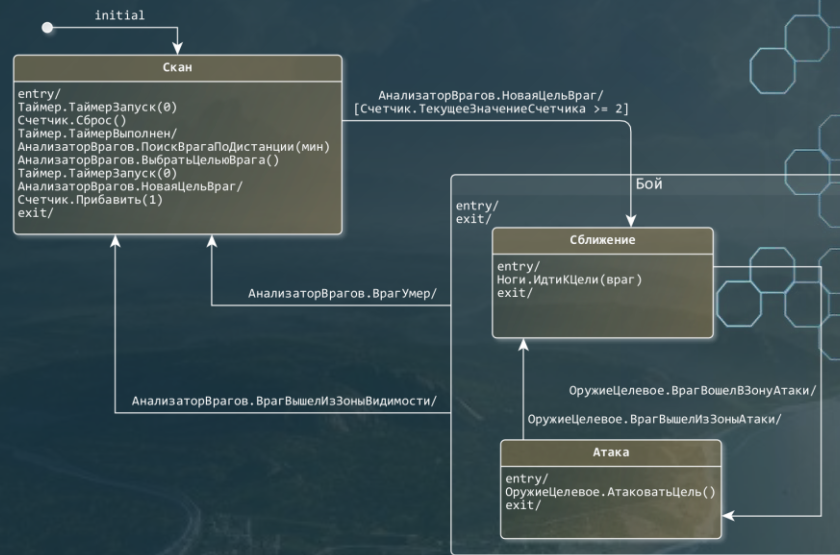 initial
Скан
entry/
Таймер.ТаймерЗапуск(0)
Счетчик.Сброс()
Таймер.ТаймерВыполнен/
АнализаторВрагов.ПоискВрагаПоДистанции(мин)
АнализаторВрагов.ВыбратьЦельюВрага()
Таймер.ТаймерЗапуск(0)
АнализаторВрагов.НоваяЦельВраг/
Счетчик.Прибавить(1)
exit/
АнализаторВрагов.НоваяЦельВраг/
[Счетчик.ТекущееЗначениеСчетчика >= 2]
Бой
entry/
exit/
Сближение
entry/
Ноги.ИдтиКЦели(враг)
exit/
АнализаторВрагов.ВрагУмер/
АнализаторВрагов.ВрагВышелИзЗоныВидимости/
ОружиеЦелевое.ВрагВошелВЗонуАтаки/
ОружиеЦелевое.ВрагВышелИзЗоныАтаки/
Атака
entry/
ОружиеЦелевое.АтаковатьЦель()
exit/